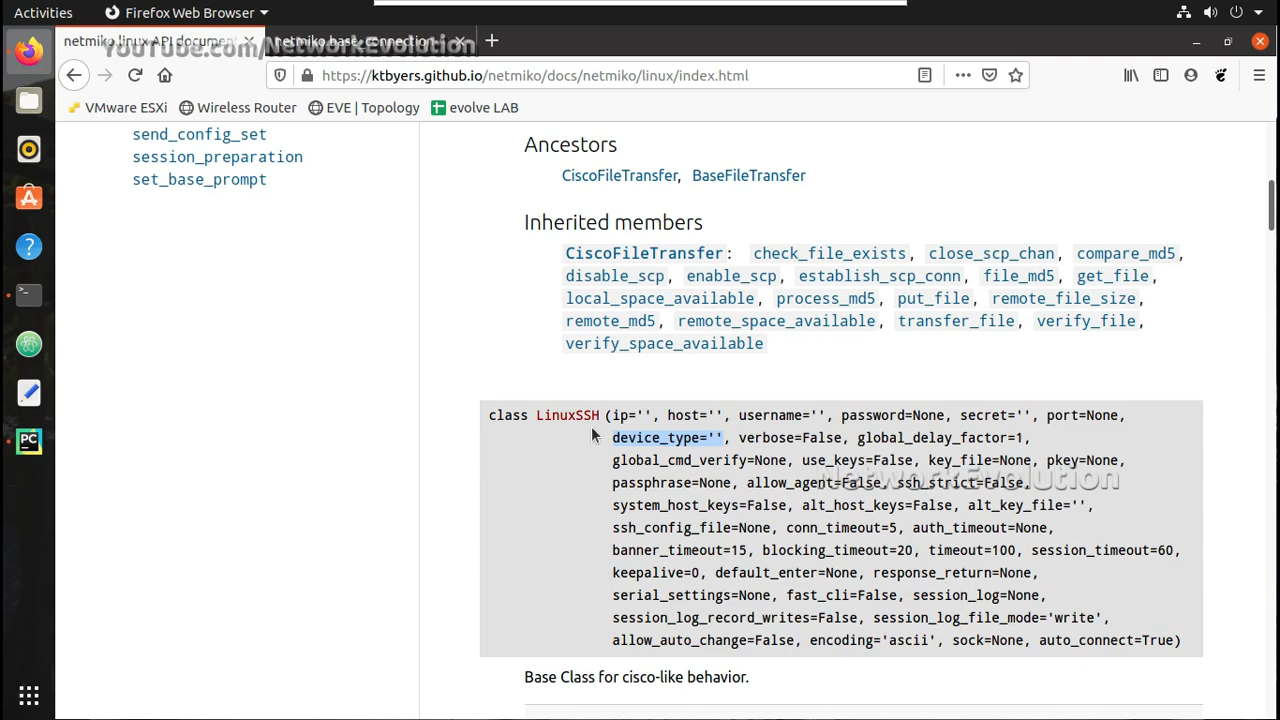 Activities
Firefox Web Browser
netmiko.linux API documen
netmiko.base_connection
YouTube.com/NetworkEvolution
https://ktbyers.github.io/netmiko/docs/netmiko/linux/index.html
VMware ESXi
Wireless Router
EVE | Topology
evolve LAB
send_config_set
session_preparation
set_base_prompt
Ancestors
CiscoFileTransfer, BaseFileTransfer
Inherited members
CiscoFileTransfer: check_file_exists, close_scp_chan, compare_md5,
disable_scp, enable_scp, establish_scp_conn, file_md5, get_file,
local_space_available, process_md5, put_file, remote_file_size,
remote_md5, remote_space_available, transfer_file, verify_file,
verify_space_available
class LinuxSSH (ip='', host='', username='', password=None, secret='', port=None,
device_type='', verbose=False, global_delay_factor=1,
global_cmd_verify=None, use_keys=False, key_file=None, pkey=None,
passphrase=None, allow_agent=False, ssh_strict=False,
NetworkEvolution
system_host_keys=False, alt_host_keys=False, alt_key_file='',
ssh_config_file=None, conn_timeout=5, auth_timeout=None,
banner_timeout=15, blocking_timeout=20, timeout=100, session_timeout=60,
keepalive=0, default_enter=None, response_return=None,
serial_settings=None, fast_cli=False, session_log=None,
session_log_record_writes=False, session_log_file_mode='write',
allow_auto_change=False, encoding='ascii', sock=None, auto_connect=True)
Base Class for cisco-like behavior.